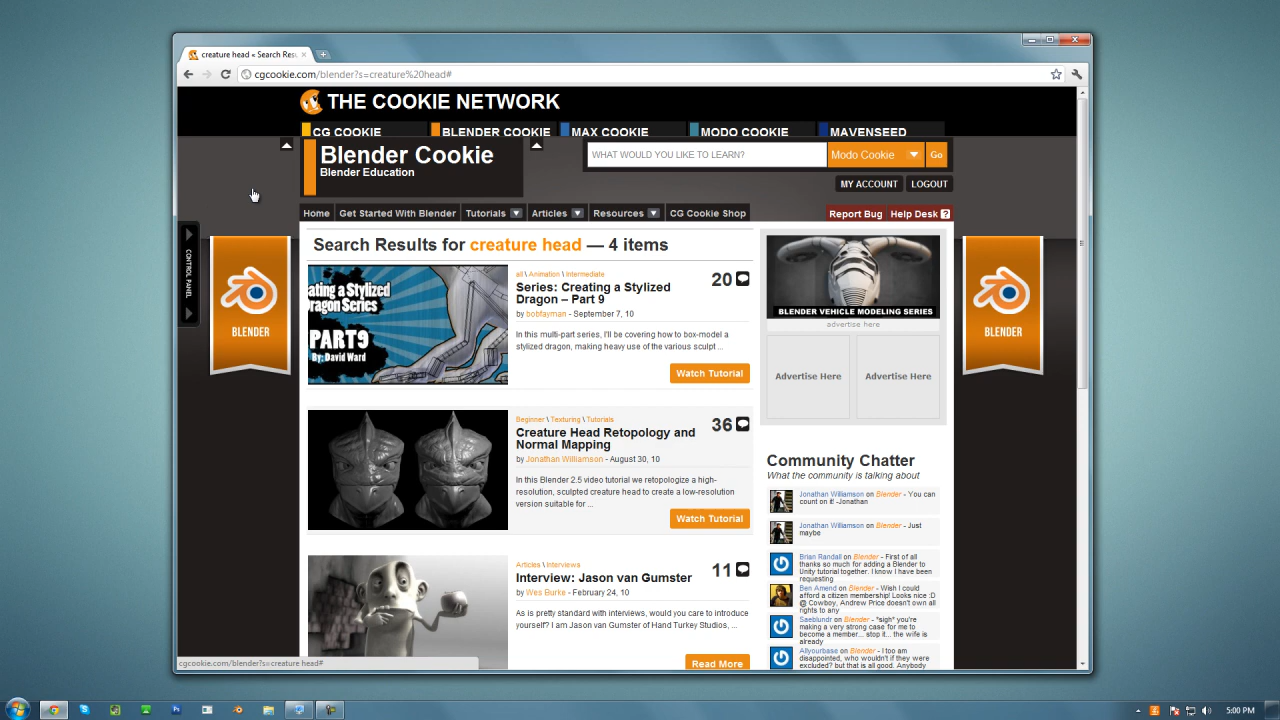 creature head « Search Resu
cgcookie.com/blender?s=creature%20head#
THE COOKIE NETWORK
CG COOKIE
BLENDER COOKIE
MAX COOKIE
MODO COOKIE
MAVENSEED
Blender Cookie
Blender Education
WHAT WOULD YOU LIKE TO LEARN?
Modo Cookie
Go
MY ACCOUNT
LOGOUT
Home
Get Started With Blender
Tutorials
Articles
Resources
CG Cookie Shop
Report Bug
Help Desk ?
CONTROL PANEL
BLENDER
Search Results for creature head — 4 items
ating a Stylized
Dragon Series
PART9
By: David Ward
all \ Animation \ Intermediate
Series: Creating a Stylized
Dragon – Part 9
20
by bobfayman - September 7, 10
In this multi-part series, I'll be covering how to box-model a
stylized dragon, making heavy use of the various sculpt ...
Watch Tutorial
Beginner \ Texturing \ Tutorials
Creature Head Retopology and
Normal Mapping
36
by Jonathan Williamson - August 30, 10
In this Blender 2.5 video tutorial we retopologize a high-
resolution, sculpted creature head to create a low-resolution
version suitable for ...
Watch Tutorial
Articles \ Interviews
Interview: Jason van Gumster
11
by Wes Burke - February 24, 10
As is pretty standard with interviews, would you care to introduce
yourself? I am Jason van Gumster of Hand Turkey Studios, ...
Read More
BLENDER VEHICLE MODELING SERIES
advertise here
Advertise Here
Advertise Here
Community Chatter
What the community is talking about
Jonathan Williamson on Blender - You can
count on it! -Jonathan
Jonathan Williamson on Blender - Just
maybe
Brian Randall on Blender - First of all
thanks so much for adding a Blender to
Unity tutorial together. I know I have been
requesting
Ben Amend on Blender - Wish I could
afford a citizen membership! Looks nice :D
@ Cowboy, Andrew Price doesn't own all
rights to any
Saeblundr on Blender - *sigh* you're
making a very strong case for me to
become a member... stop it... the wife is
already
Allyourbase on Blender - I too am
disappointed, who wouldn't if they were
excluded? but that is all good. Anybody
BLENDER
cgcookie.com/blender?s=creature head#
5:00 PM